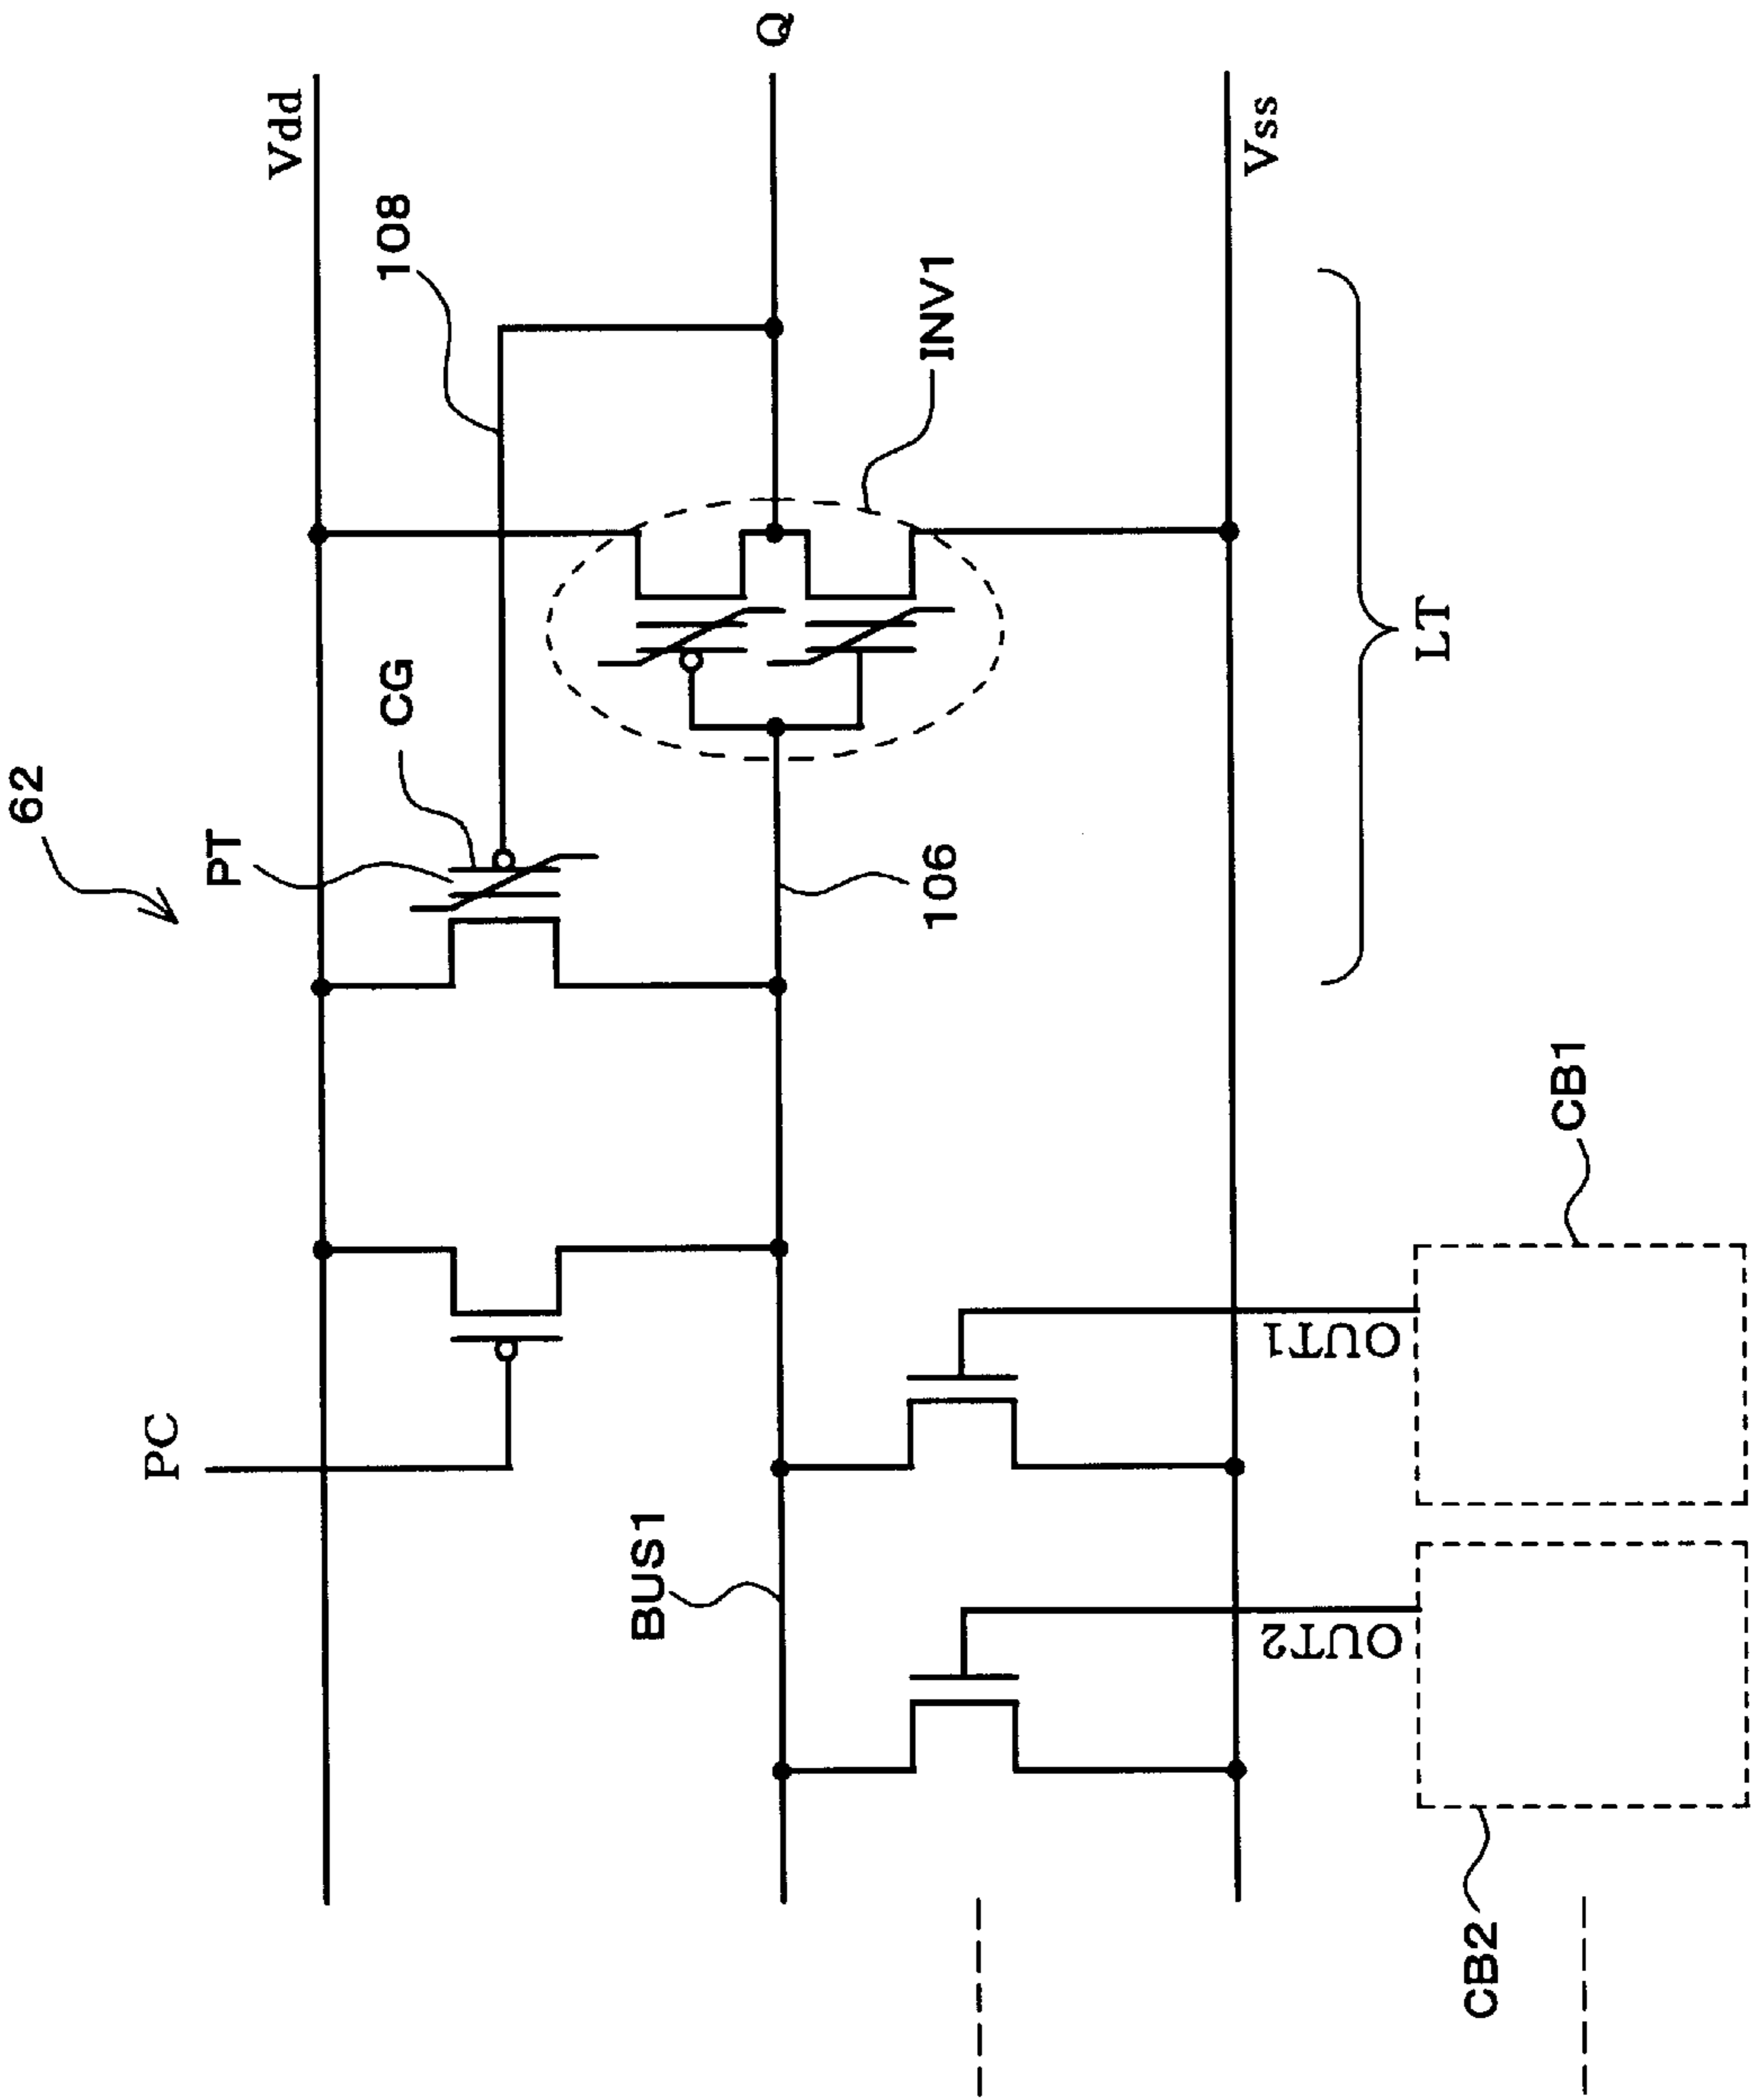 62
PT
CG
108
Vdd
Q
INV1
Vss
106
LT
PC
BUS1
OUT1
OUT2
CB1
CB2